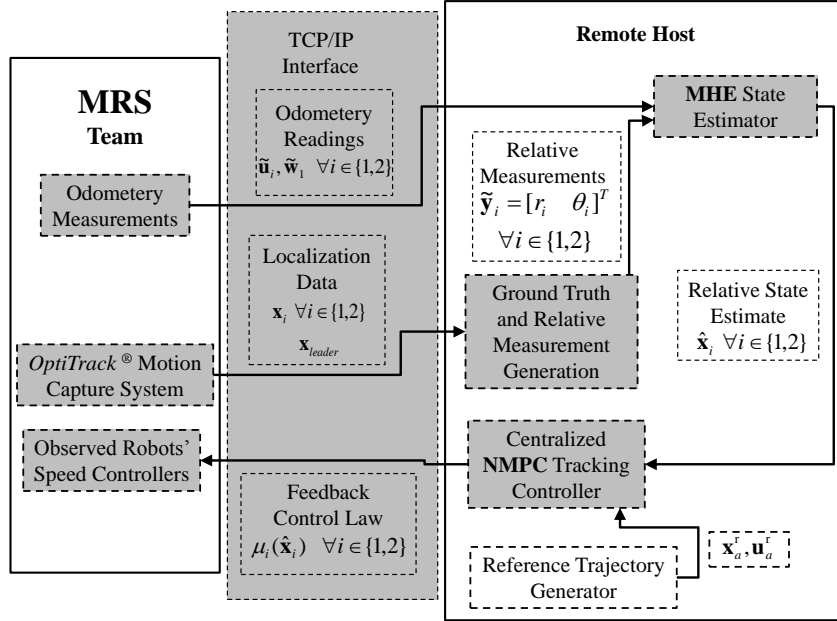 MRS
Team
Odometery
Measurements
OptiTrack ® Motion
Capture System
Observed Robots'
Speed Controllers
TCP/IP
Interface
Odometery
Readings
ũᵢ, w̃₁ ∀i∈{1,2}
Localization
Data
xᵢ ∀i∈{1,2}
x_leader
Feedback
Control Law
μᵢ(x̂ᵢ) ∀i∈{1,2}
Remote Host
MHE State
Estimator
Relative
Measurements
ỹᵢ = [rᵢ θᵢ]ᵀ
∀i∈{1,2}
Ground Truth
and Relative
Measurement
Generation
Relative State
Estimate
x̂ᵢ ∀i∈{1,2}
Centralized
NMPC Tracking
Controller
xₐʳ, uₐʳ
Reference Trajectory
Generator